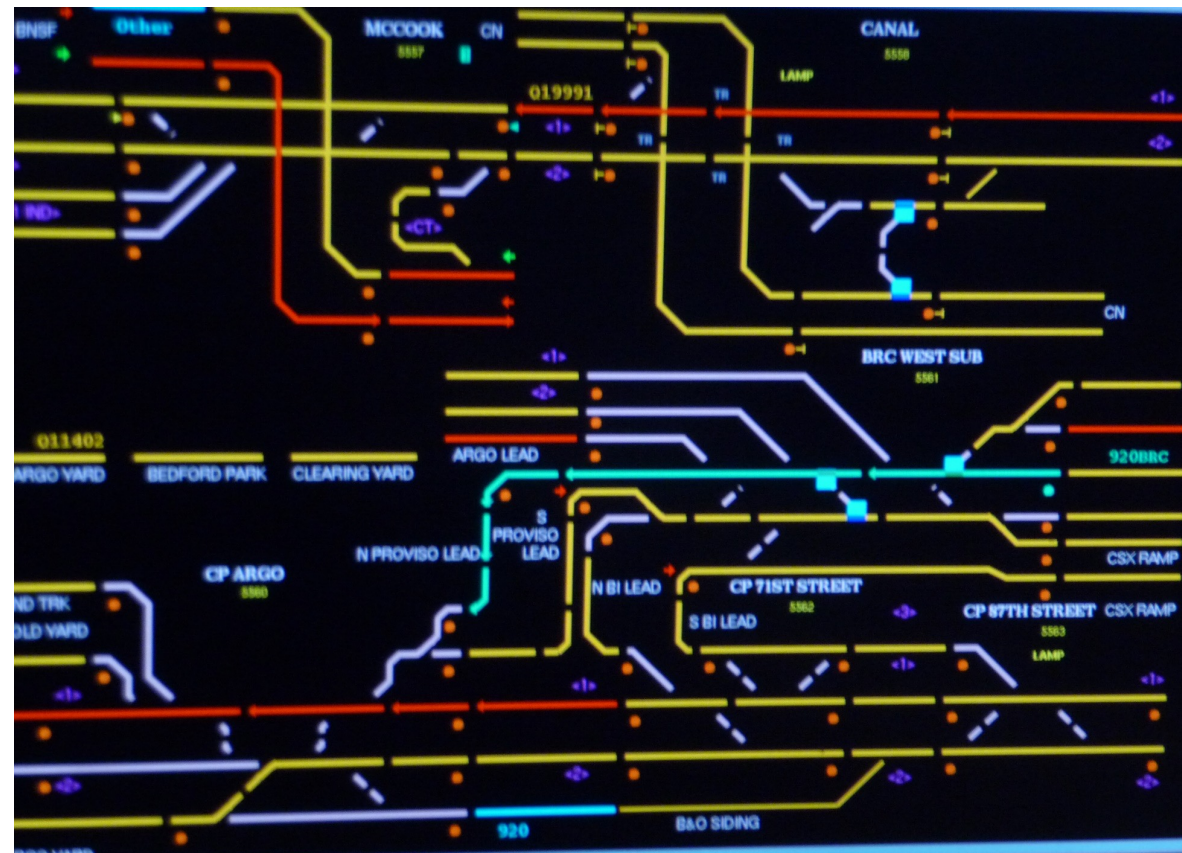 BNSF
Other
MCCOOK
5557
CN
CANAL
5558
LAMP
Q19991
TR
<1>
<1>
TR
TR
<2>
<2>
TR
IND>
<CT>
CN
BRC WEST SUB
5561
<1>
<2>
Q11402
ARGO YARD
BEDFORD PARK
CLEARING YARD
ARGO LEAD
920BRC
S
PROVISO
LEAD
N PROVISO LEAD
CSX RAMP
CP ARGO
5560
N BI LEAD
CP 71ST STREET
5562
S BI LEAD
<3>
CP 87TH STREET
5563
CSX RAMP
LAMP
ND TRK
OLD YARD
<1>
<1>
<1>
<1>
<2>
<2>
<2>
<2>
920
B&O SIDING